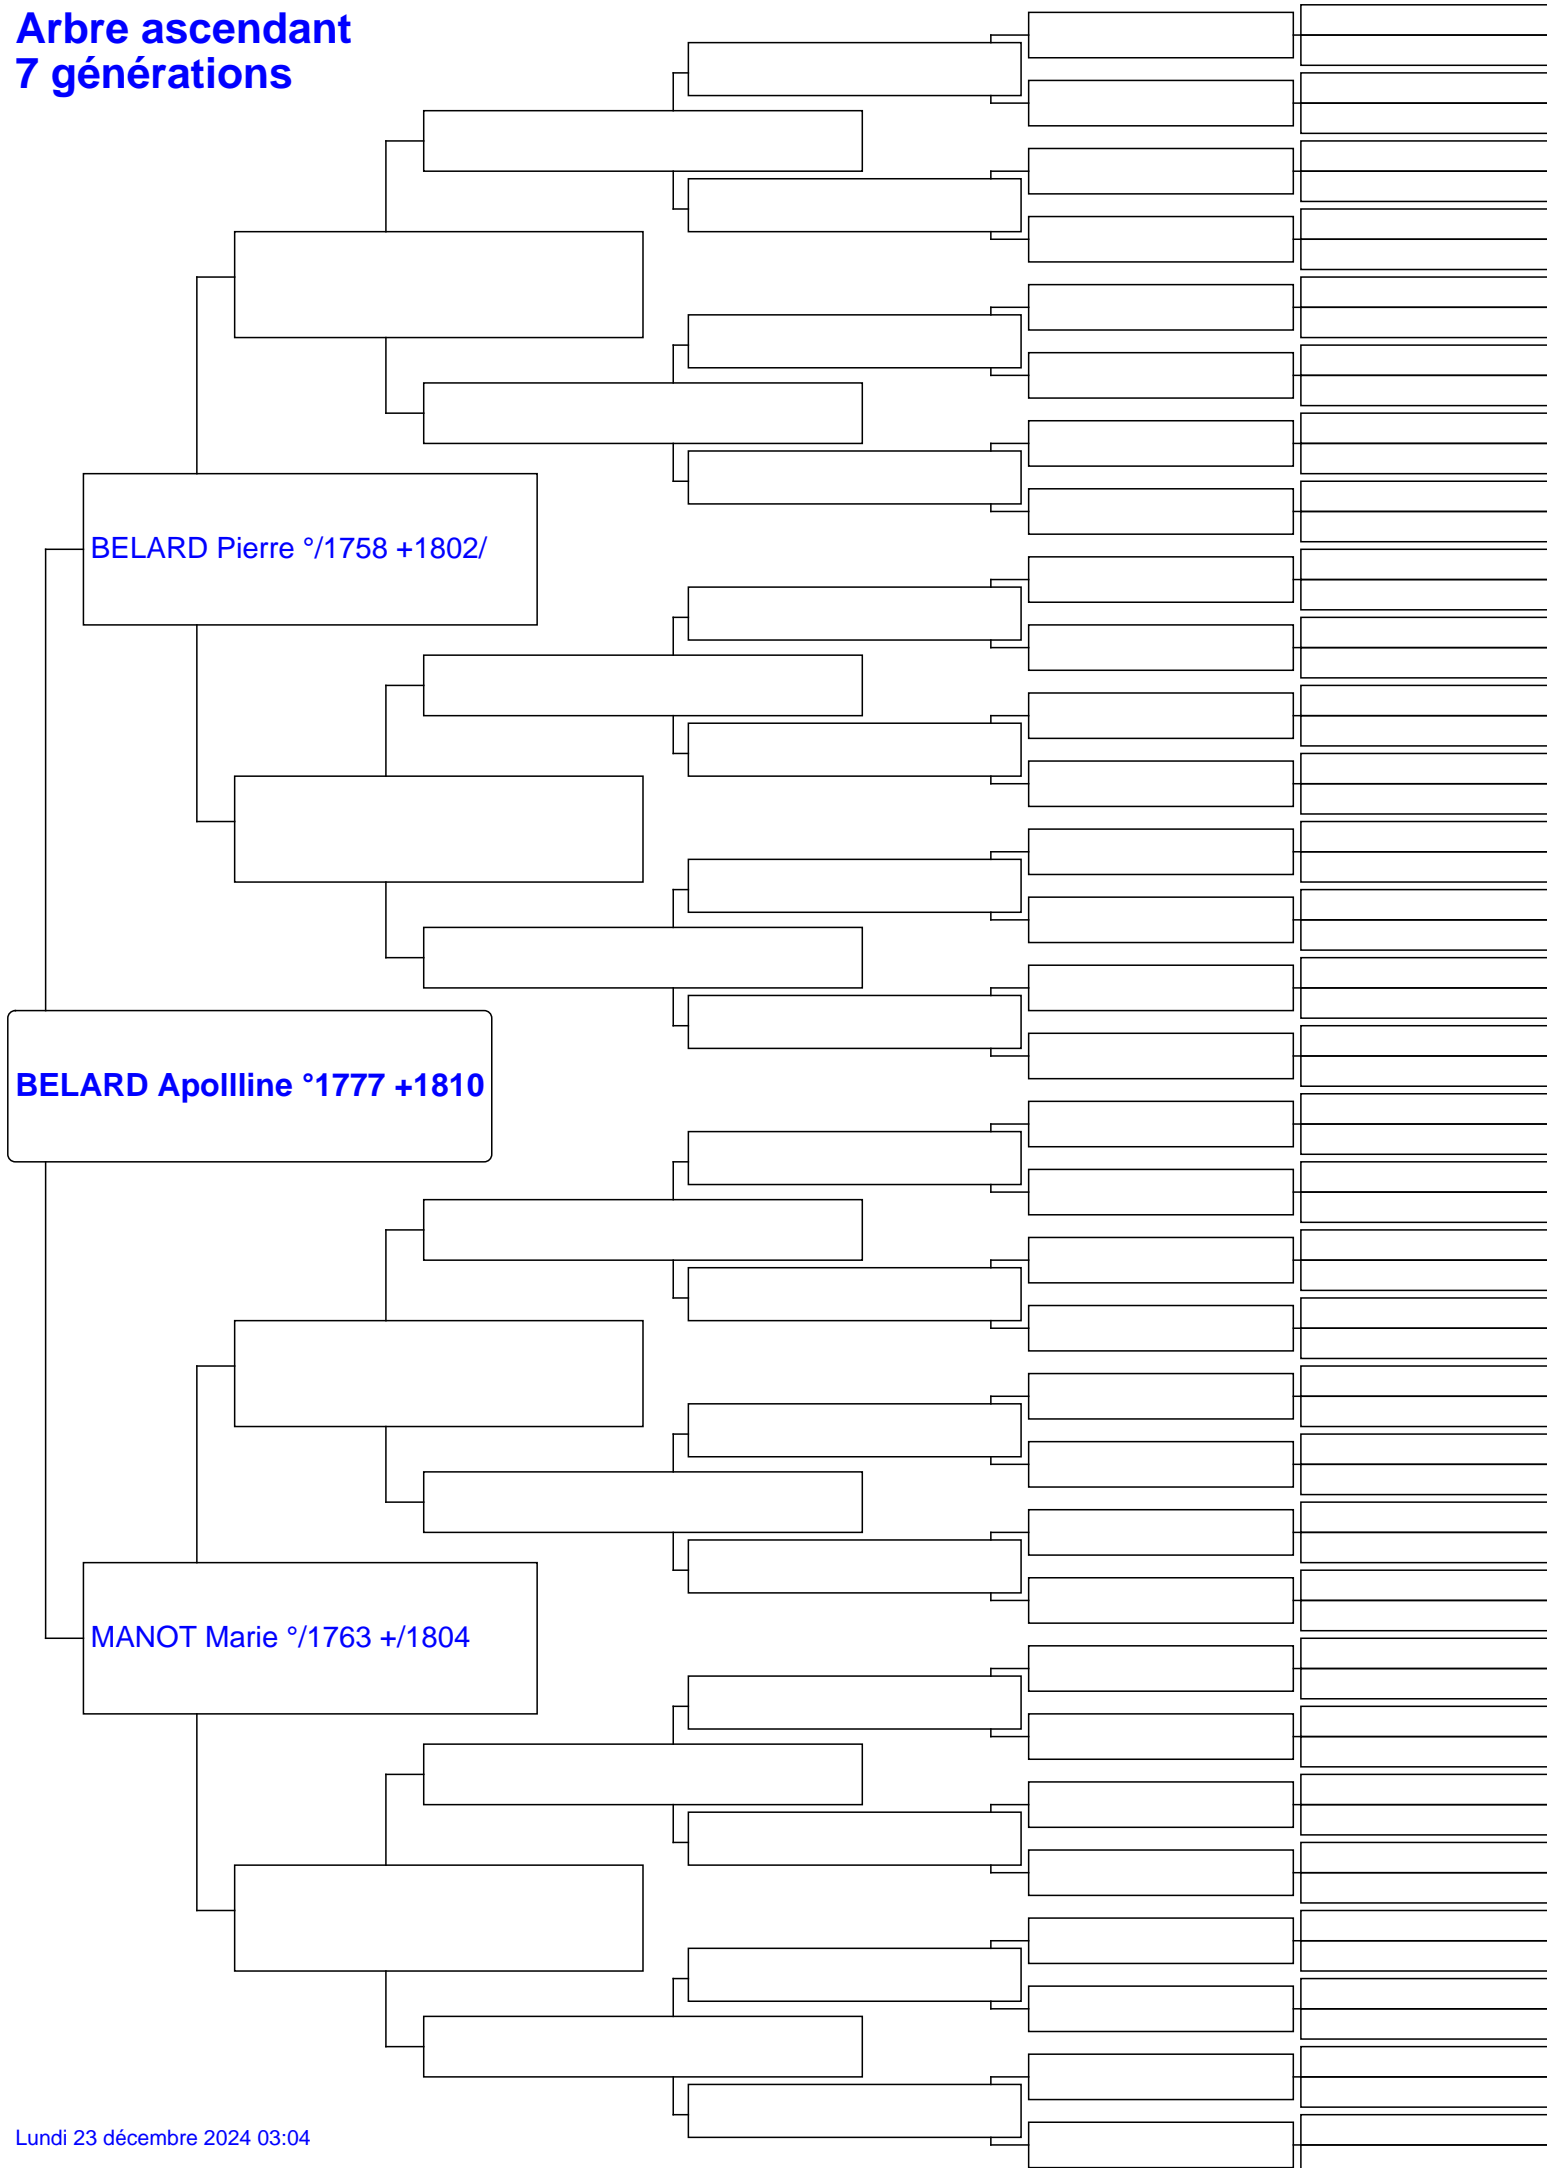 Arbre ascendant
7 générations
BELARD Pierre °/1758 +1802/
BELARD Apollline °1777 +1810
MANOT Marie °/1763 +/1804
Lundi 23 décembre 2024 03:04